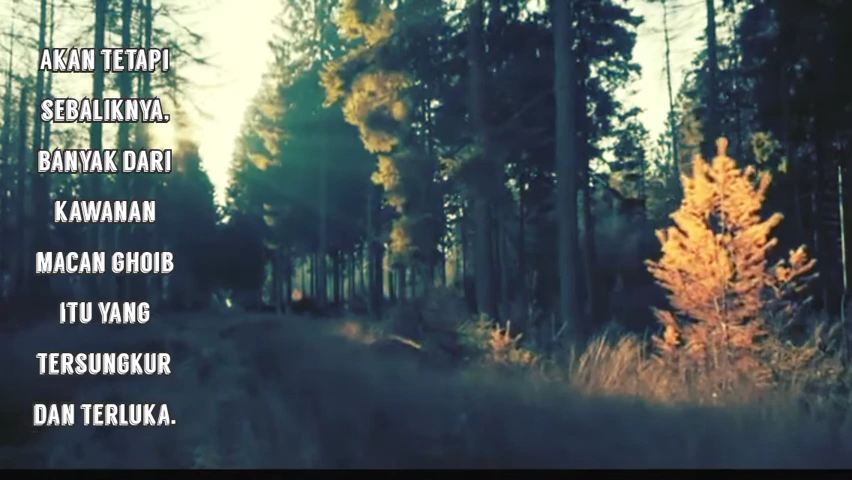 AKAN TETAPI
SEBALIKNYA.
BANYAK DARI
KAWANAN
MACAN GHOIB
ITU YANG
TERSUNGKUR
DAN TERLUKA.